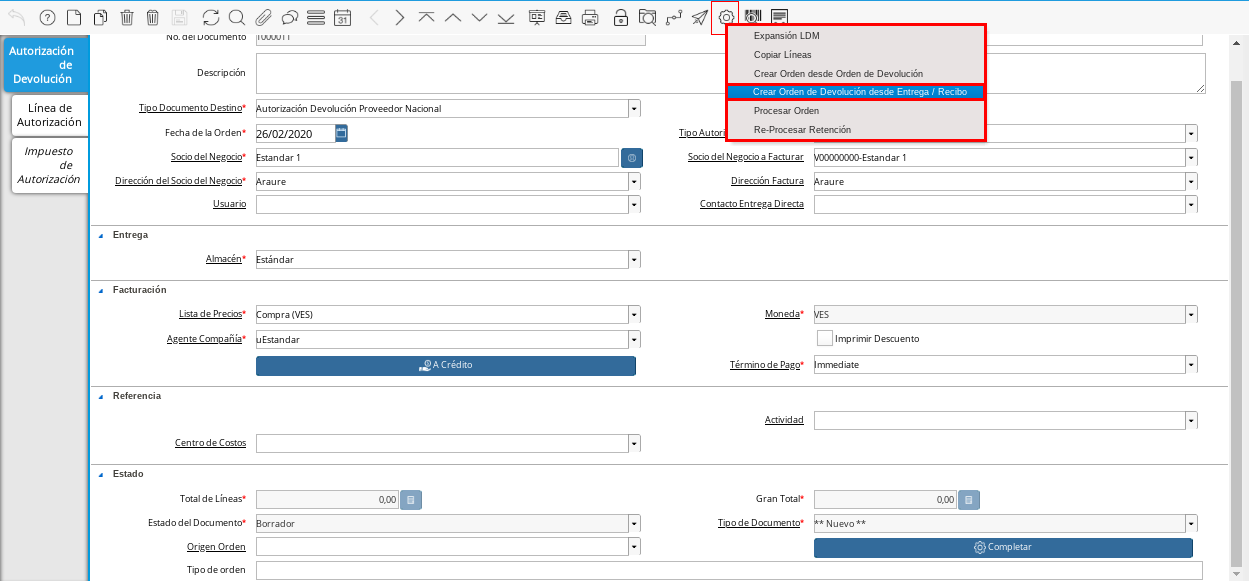 31
Autorización
de
Devolución
Línea de
Autorización
Impuesto
de
Autorización
No. del Documento 1000011
Descripción
Tipo Documento Destino* Autorización Devolución Proveedor Nacional
Fecha de la Orden* 26/02/2020
Socio del Negocio* Estandar 1
Socio del Negocio a Facturar V00000000-Estandar 1
Dirección del Socio del Negocio* Araure
Dirección Factura Araure
Usuario
Contacto Entrega Directa
Expansión LDM
Copiar Líneas
Crear Orden desde Orden de Devolución
Crear Orden de Devolución desde Entrega / Recibo
Procesar Orden
Re-Procesar Retención
Entrega
Almacén* Estándar
Facturación
Lista de Precios* Compra (VES)
Moneda* VES
Agente Compañía* uEstandar
Imprimir Descuento
A Crédito
Término de Pago* Immediate
Referencia
Actividad
Centro de Costos
Estado
Total de Líneas* 0,00
Gran Total* 0,00
Estado del Documento* Borrador
Tipo de Documento* ** Nuevo **
Origen Orden
Completar
Tipo de orden